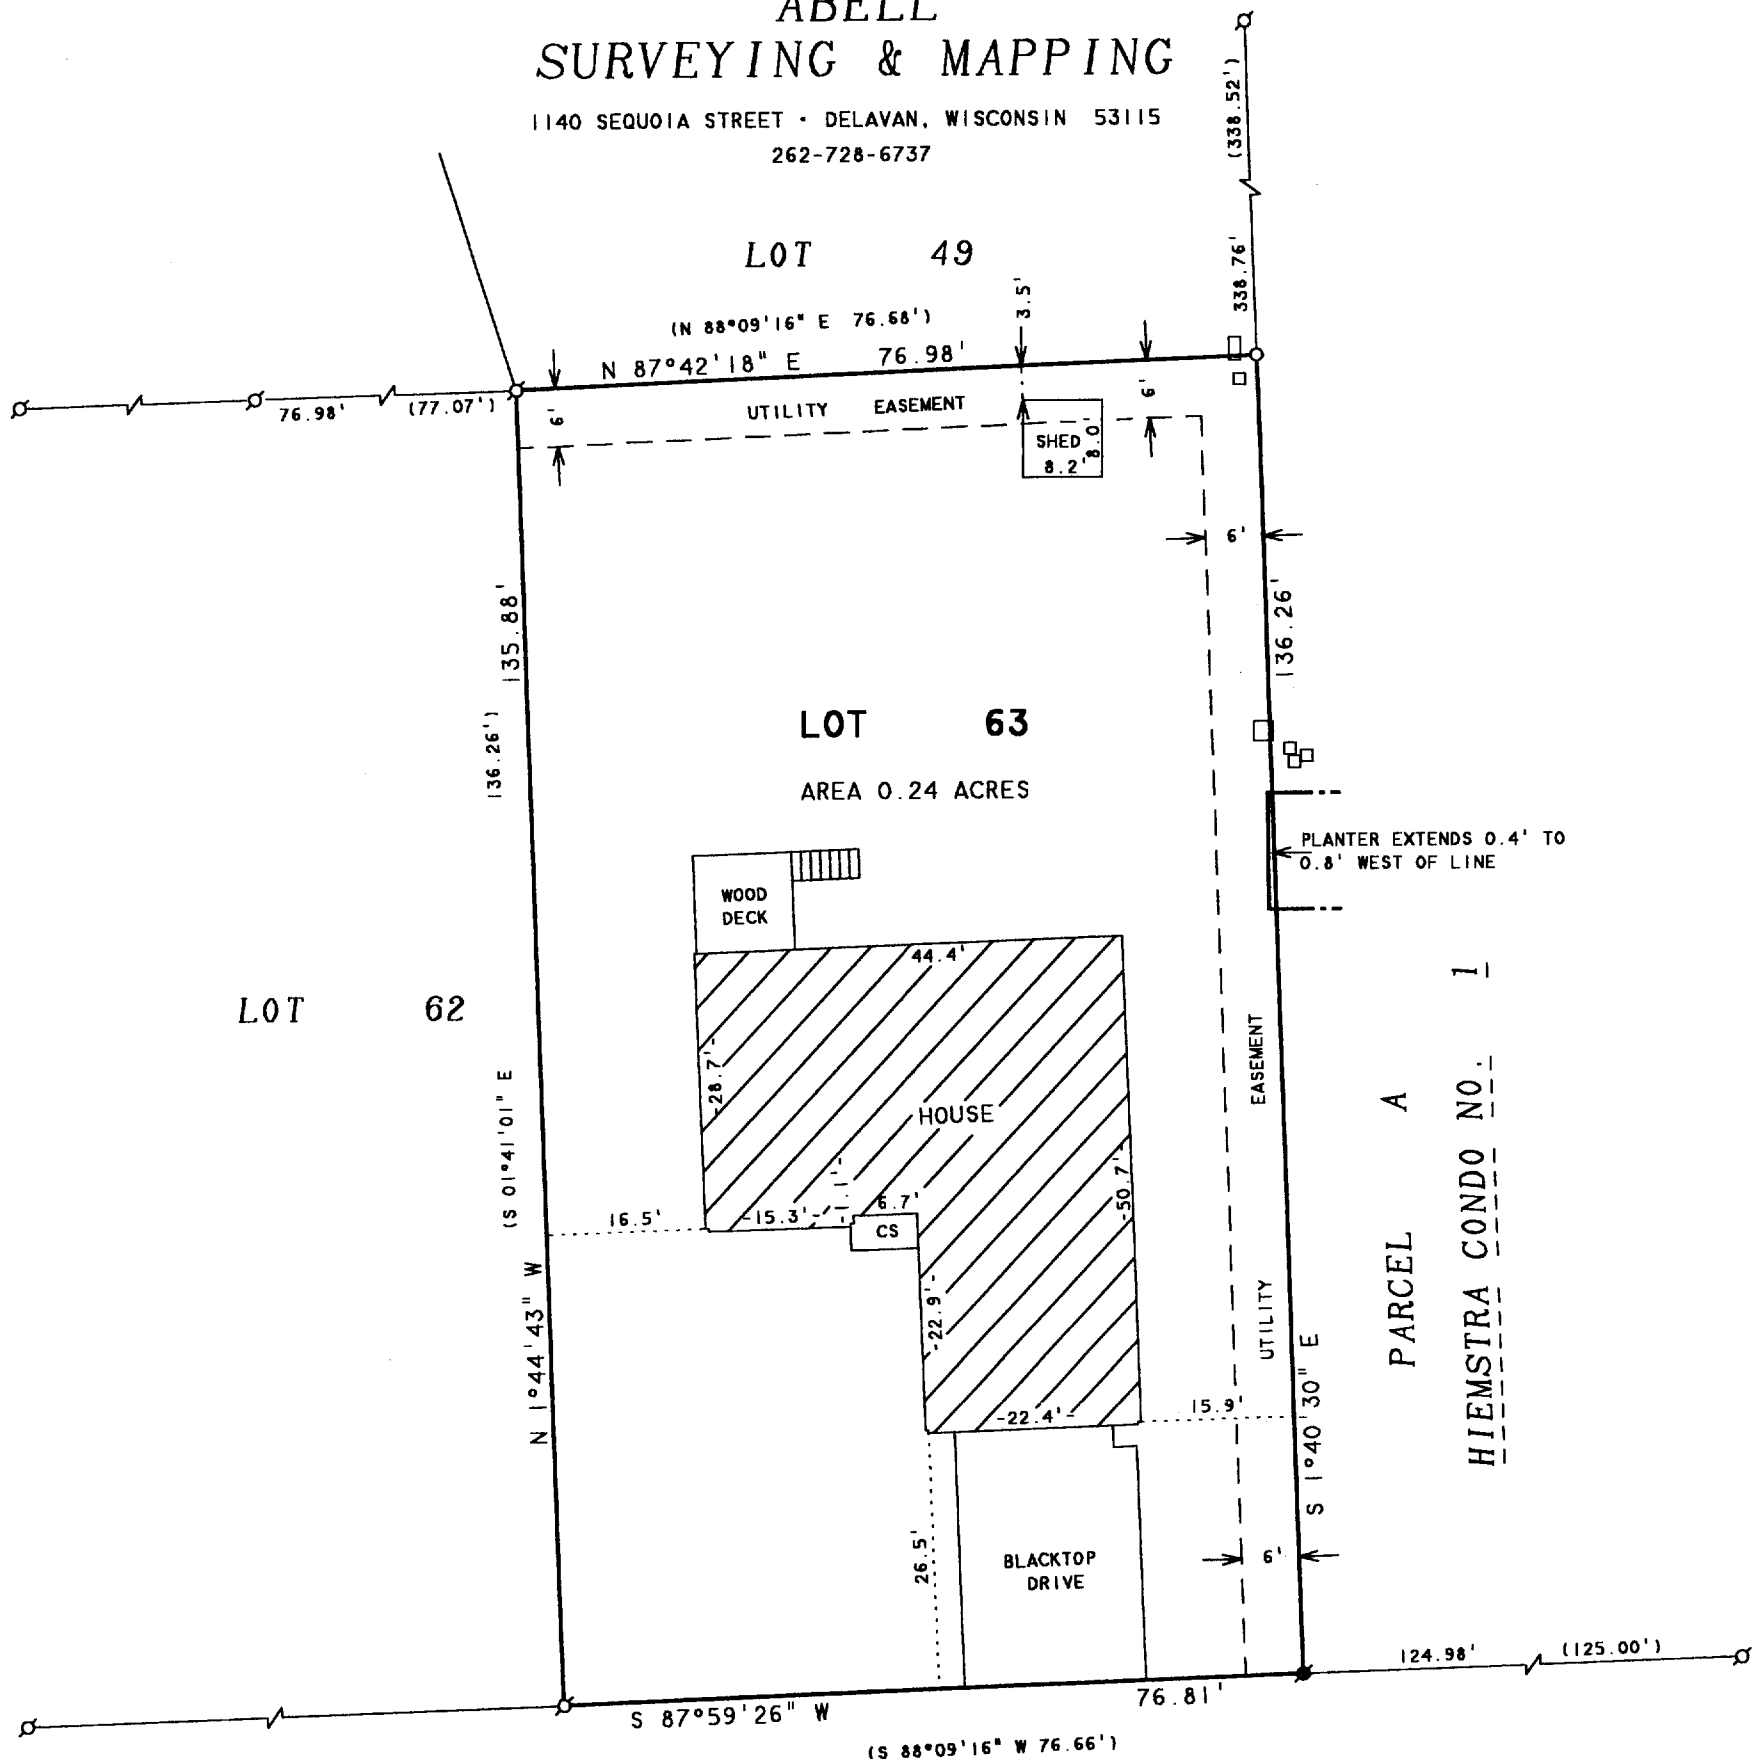 ABELL
SURVEYING & MAPPING
1140 SEQUOIA STREET · DELAVAN, WISCONSIN 53115
262-728-6737
(338.52')
338.76'
LOT 49
3.5'
(N 88°09'16" E 76.68')
N 87°42'18" E 76.98'
76.98' (77.07')
6'
UTILITY EASEMENT
6'
SHED
8.0'
8.2'
6'
135.88'
(136.26')
136.26'
LOT 63
AREA 0.24 ACRES
PLANTER EXTENDS 0.4' TO
0.8' WEST OF LINE
WOOD
DECK
44.4'
LOT 62
28.7'
HOUSE
EASEMENT
UTILITY
(S 01°41'01" E
N 1°44'43" W
16.5'
15.3'
1.1'
6.7'
CS
50.7'
22.9'
22.4'
15.9'
S 1°40'30" E
PARCEL A
HIEMSTRA CONDO NO. 1
26.5'
BLACKTOP
DRIVE
6'
124.98' (125.00')
76.81'
S 87°59'26" W
(S 88°09'16" W 76.66')